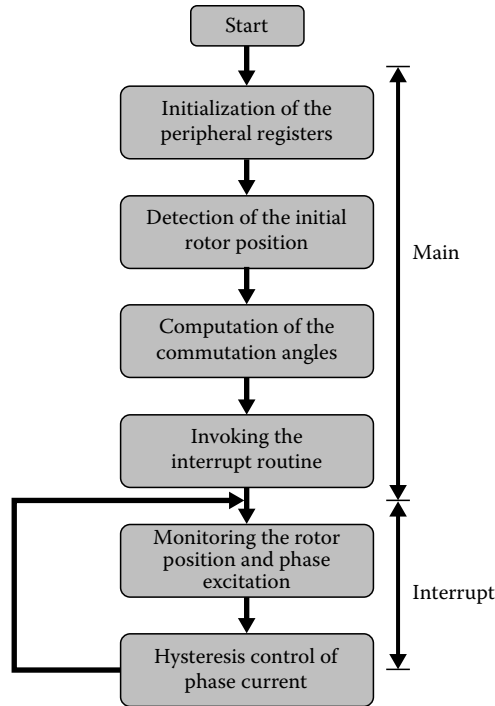 Start
Initialization of the
peripheral registers
Detection of the initial
rotor position
Main
Computation of the
commutation angles
Invoking the
interrupt routine
Monitoring the rotor
position and phase
excitation
Interrupt
Hysteresis control of
phase current